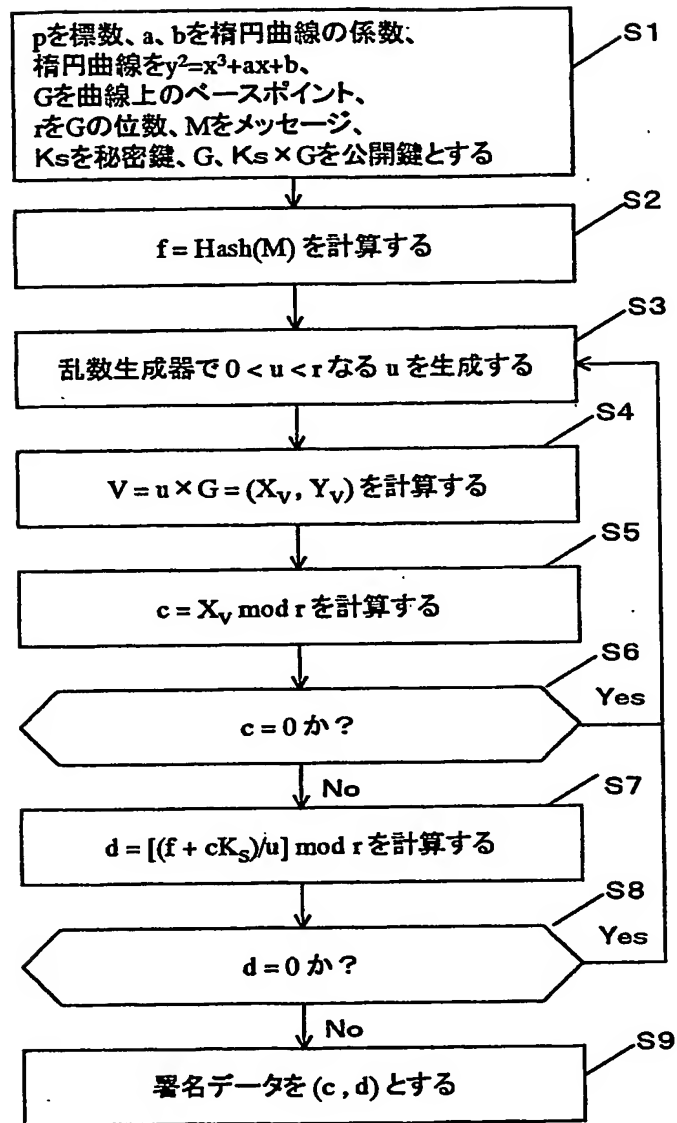 S1
pを標数、a、bを楕円曲線の係数、
楕円曲線をy²=x³+ax+b、
Gを曲線上のベースポイント、
rをGの位数、Mをメッセージ、
Ksを秘密鍵、G、Ks×Gを公開鍵とする
S2
f = Hash(M) を計算する
S3
乱数生成器で 0 < u < r なる u を生成する
S4
V = u × G = (X_V, Y_V) を計算する
S5
c = X_V mod r を計算する
S6
c = 0 か?
Yes
No
S7
d = [(f + cK_S)/u] mod r を計算する
S8
d = 0 か?
Yes
No
S9
署名データを (c , d) とする